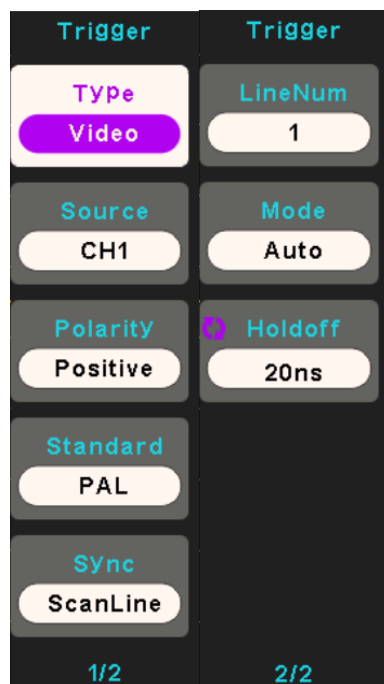 Trigger
Type
Video
Source
CH1
Polarity
Positive
Standard
PAL
Sync
ScanLine
1/2
Trigger
LineNum
1
Mode
Auto
Holdoff
20ns
2/2